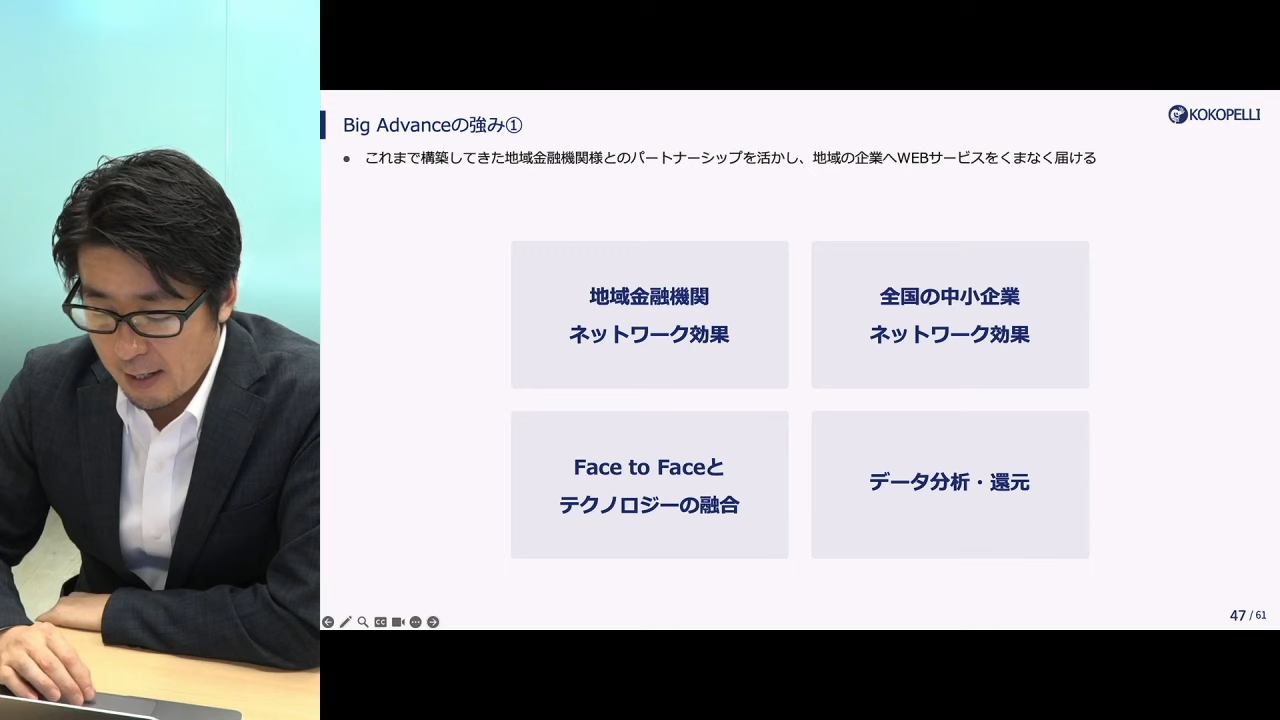 Big Advanceの強み①
KOKOPELLI
● これまで構築してきた地域金融機関様とのパートナーシップを活かし、地域の企業へWEBサービスをくまなく届ける
地域金融機関
ネットワーク効果
全国の中小企業
ネットワーク効果
Face to Faceと
テクノロジーの融合
データ分析・還元
CC
47 / 61